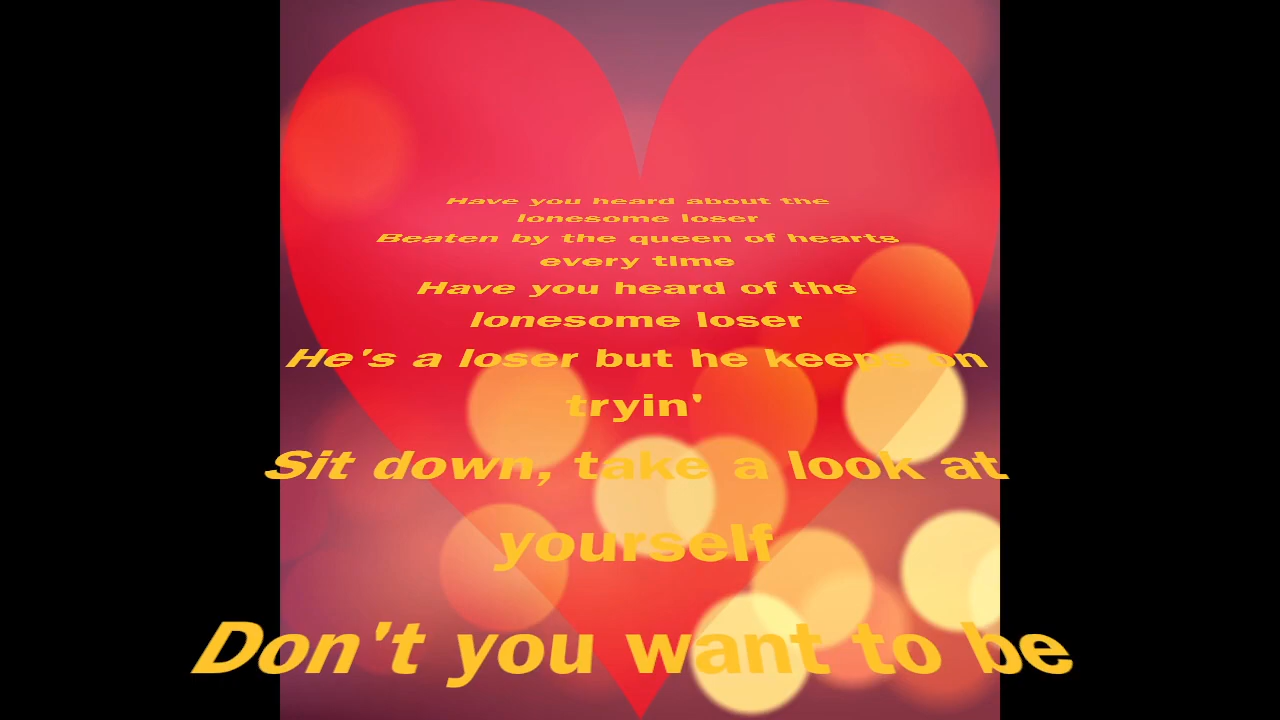 Have you heard about the
lonesome loser
Beaten by the queen of hearts
every time
Have you heard of the
lonesome loser
He's a loser but he keeps on
tryin'
Sit down, take a look at
yourself
Don't you want to be